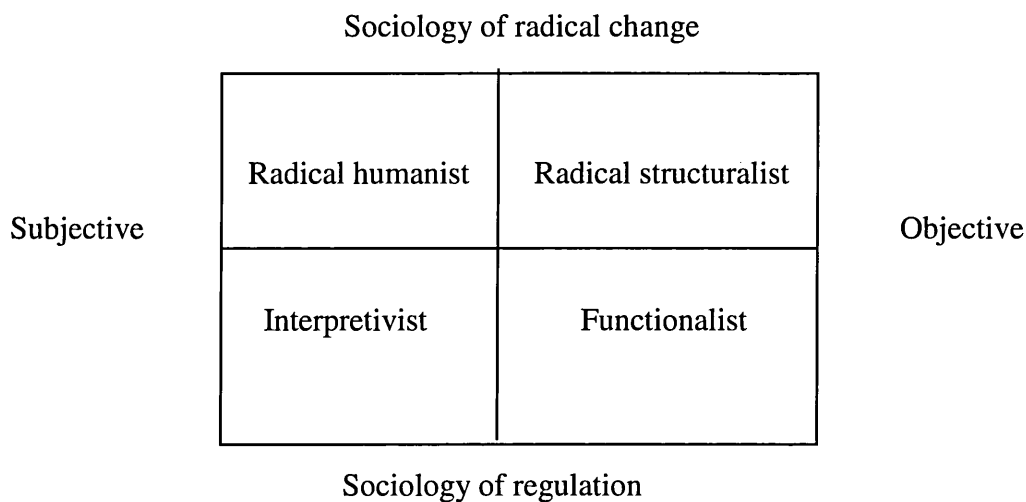 Sociology of radical change
Radical humanist Radical structuralist
Subjective Objective
Interpretivist Functionalist
Sociology of regulation